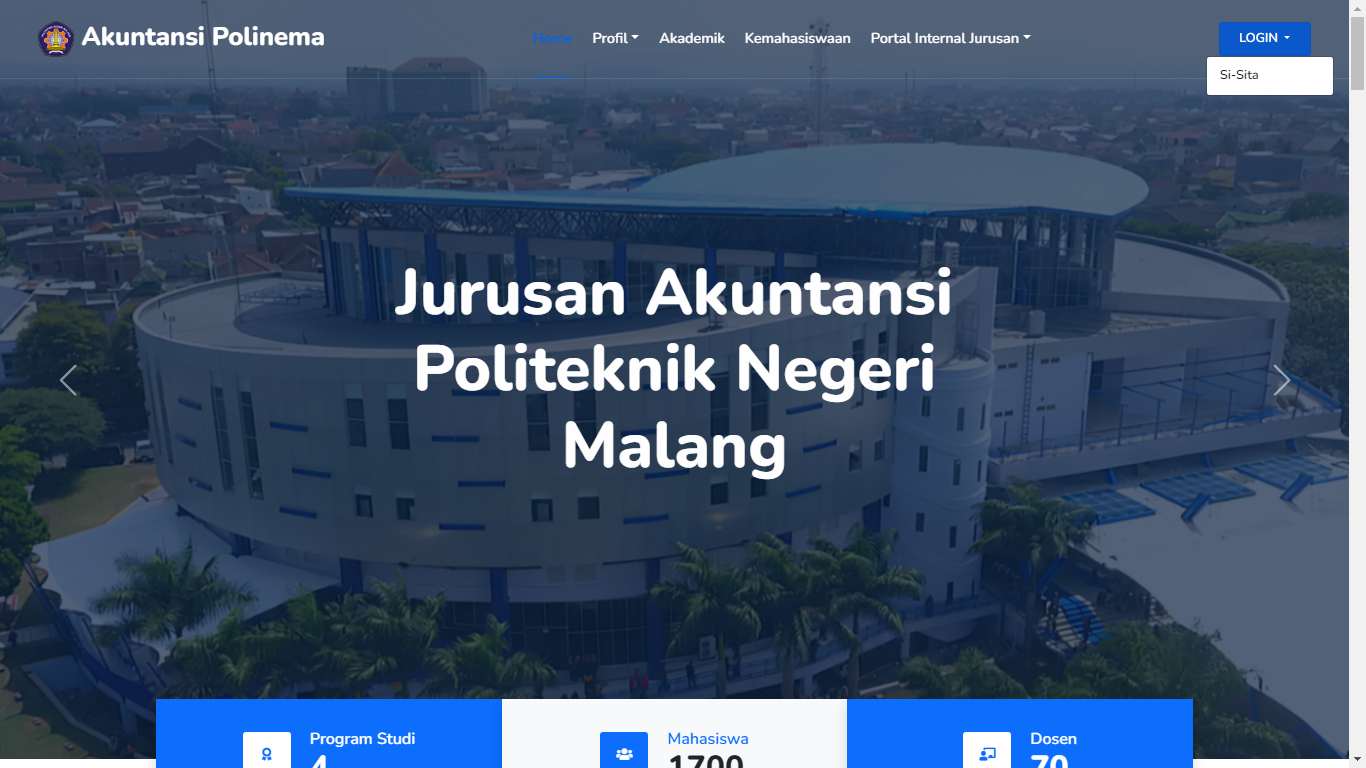 Akuntansi Polinema
Home Profil Akademik Kemahasiswaan Portal Internal Jurusan LOGIN
Si-Sita
Jurusan Akuntansi
Politeknik Negeri
Malang
Program Studi
4
Mahasiswa
1700
Dosen
70